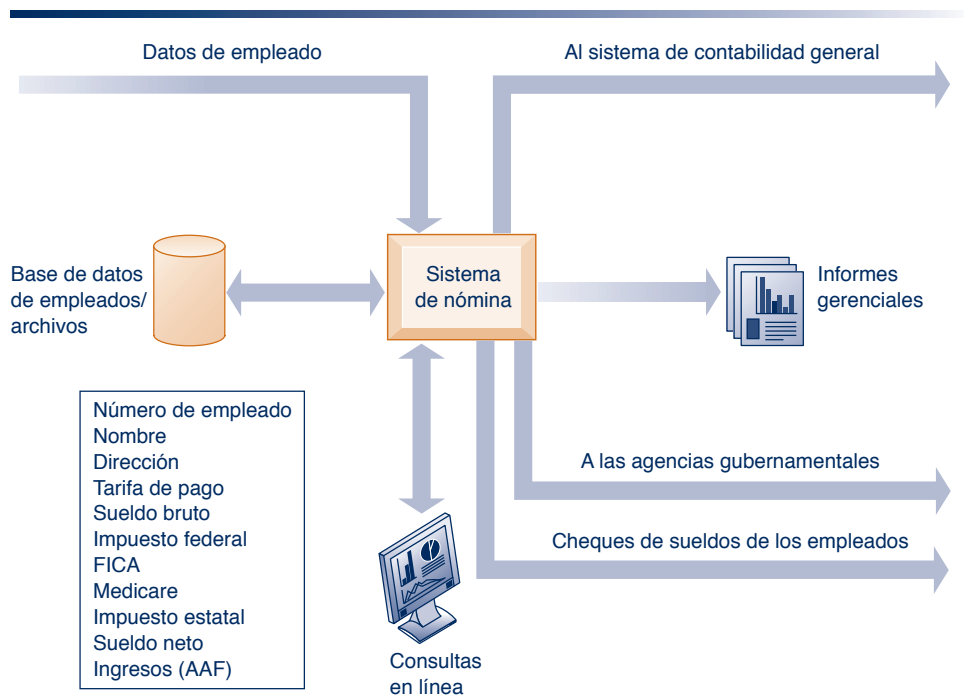 Datos de empleado
Al sistema de contabilidad general
Base de datos
de empleados/
archivos
Sistema
de nómina
Informes
gerenciales
Número de empleado
Nombre
Dirección
Tarifa de pago
Sueldo bruto
Impuesto federal
FICA
Medicare
Impuesto estatal
Sueldo neto
Ingresos (AAF)
A las agencias gubernamentales
Cheques de sueldos de los empleados
Consultas
en línea